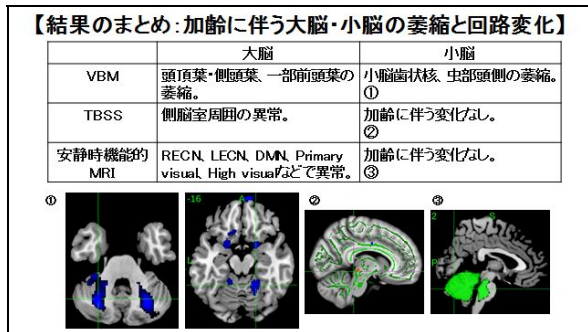 【結果のまとめ：加齢に伴う大脳・小脳の萎縮と回路変化】
大脳 小脳
VBM 頭頂葉・側頭葉、一部前頭葉の 小脳歯状核、虫部頭側の萎縮。
萎縮。 ①
TBSS 側脳室周囲の異常。 加齢に伴う変化なし。
②
安静時機能的 RECN、LECN、DMN、Primary 加齢に伴う変化なし。
MRI visual、High visualなどで異常。 ③
① -16 A ② ③ 2 S
L P